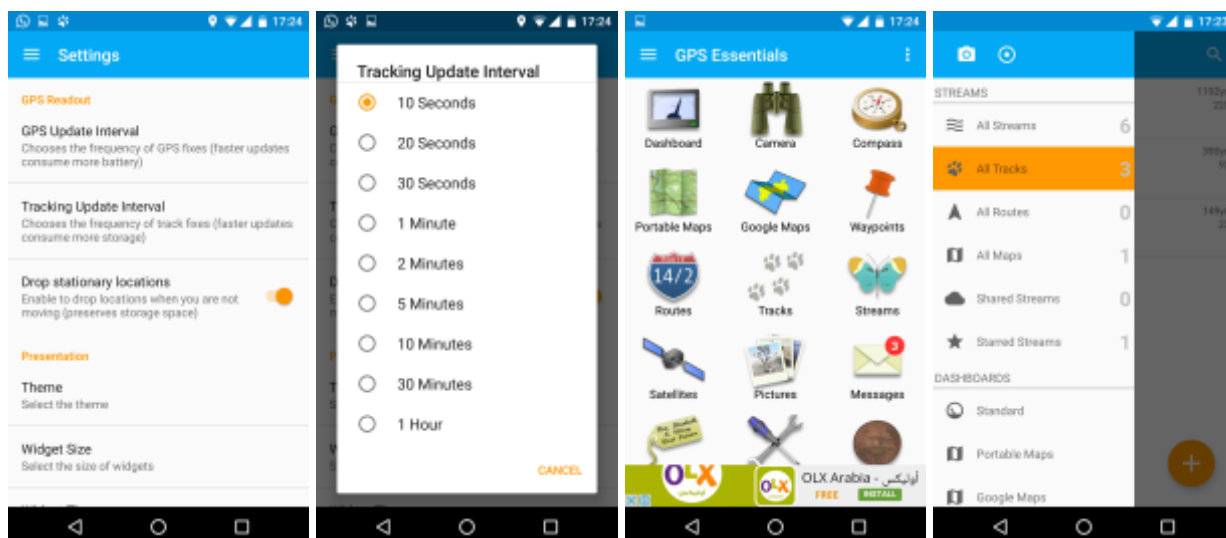 17:24
Settings
GPS Readout
GPS Update Interval
Chooses the frequency of GPS fixes (faster updates
consume more battery)
Tracking Update Interval
Chooses the frequency of track fixes (faster updates
consume more storage)
Drop stationary locations
Enable to drop locations when you are not
moving (preserves storage space)
Presentation
Theme
Select the theme
Widget Size
Select the size of widgets
17:24
Tracking Update Interval
10 Seconds
20 Seconds
30 Seconds
1 Minute
2 Minutes
5 Minutes
10 Minutes
30 Minutes
1 Hour
CANCEL
17:24
GPS Essentials
Dashboard Camera Compass
Portable Maps Google Maps Waypoints
14/2
Routes Tracks Streams
3
Satellites Pictures Messages
OLX
OLX
OLX Arabia - أوليكس
FREE INSTALL
17:23
STREAMS
All Streams 6
All Tracks 3
All Routes 0
All Maps 1
Shared Streams 0
Starred Streams 1
DASHBOARDS
Standard
Portable Maps
Google Maps